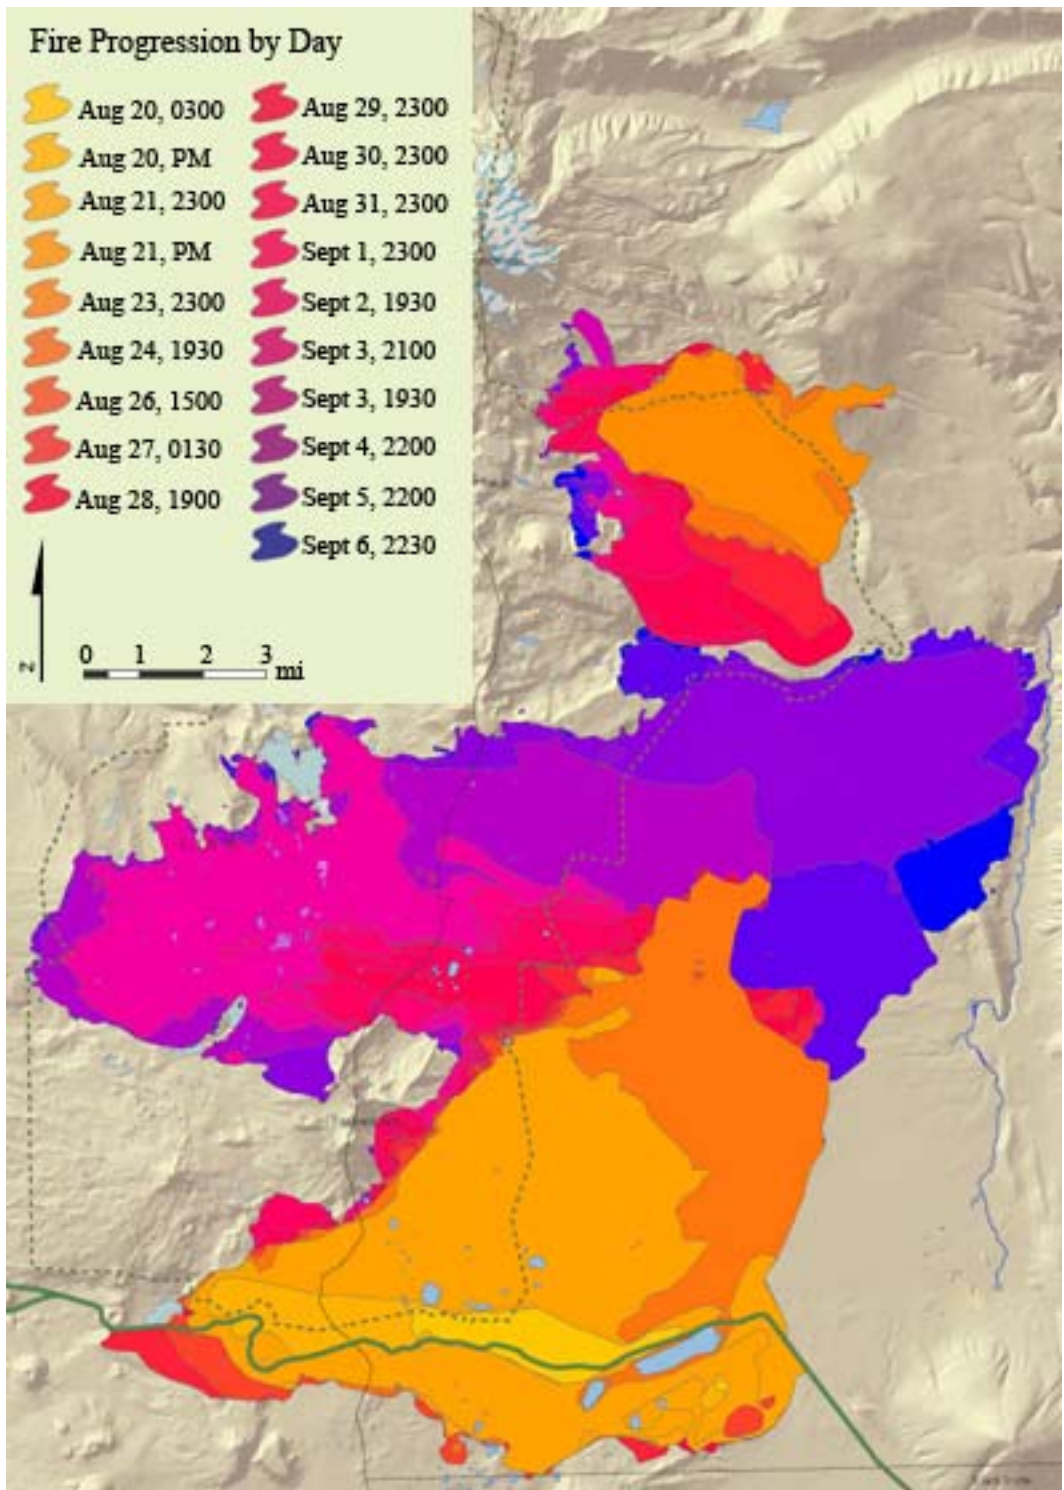 Fire Progression by Day
Aug 20, 0300
Aug 20, PM
Aug 21, 2300
Aug 21, PM
Aug 23, 2300
Aug 24, 1930
Aug 26, 1500
Aug 27, 0130
Aug 28, 1900
Aug 29, 2300
Aug 30, 2300
Aug 31, 2300
Sept 1, 2300
Sept 2, 1930
Sept 3, 2100
Sept 3, 1930
Sept 4, 2200
Sept 5, 2200
Sept 6, 2230
N
0 1 2 3
mi